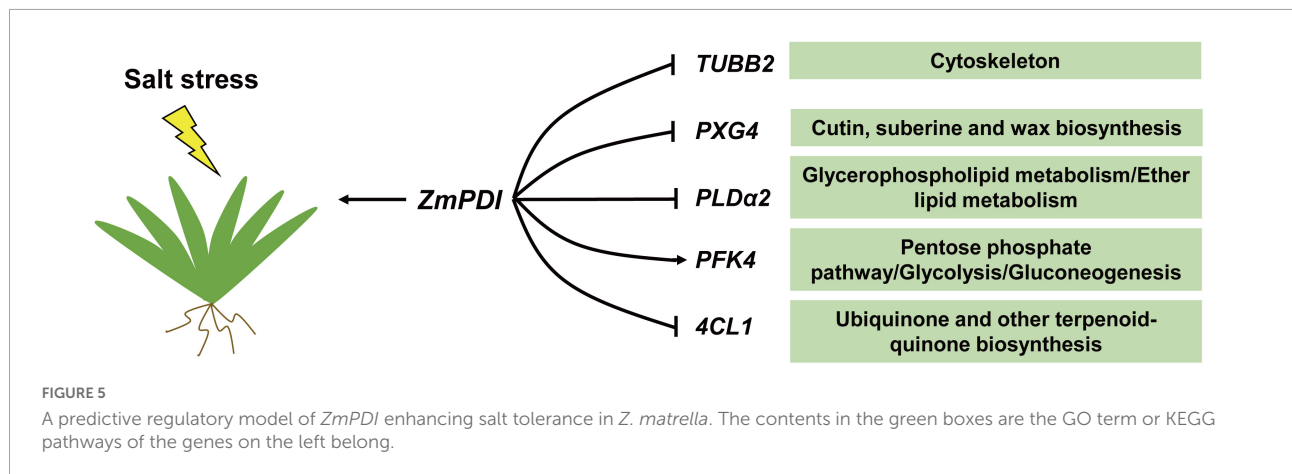 Salt stress
ZmPDI
TUBB2
Cytoskeleton
PXG4
Cutin, suberine and wax biosynthesis
PLDα2
Glycerophospholipid metabolism/Ether
lipid metabolism
PFK4
Pentose phosphate
pathway/Glycolysis/Gluconeogenesis
4CL1
Ubiquinone and other terpenoid-
quinone biosynthesis
FIGURE 5
A predictive regulatory model of ZmPDI enhancing salt tolerance in Z. matrella. The contents in the green boxes are the GO term or KEGG
pathways of the genes on the left belong.